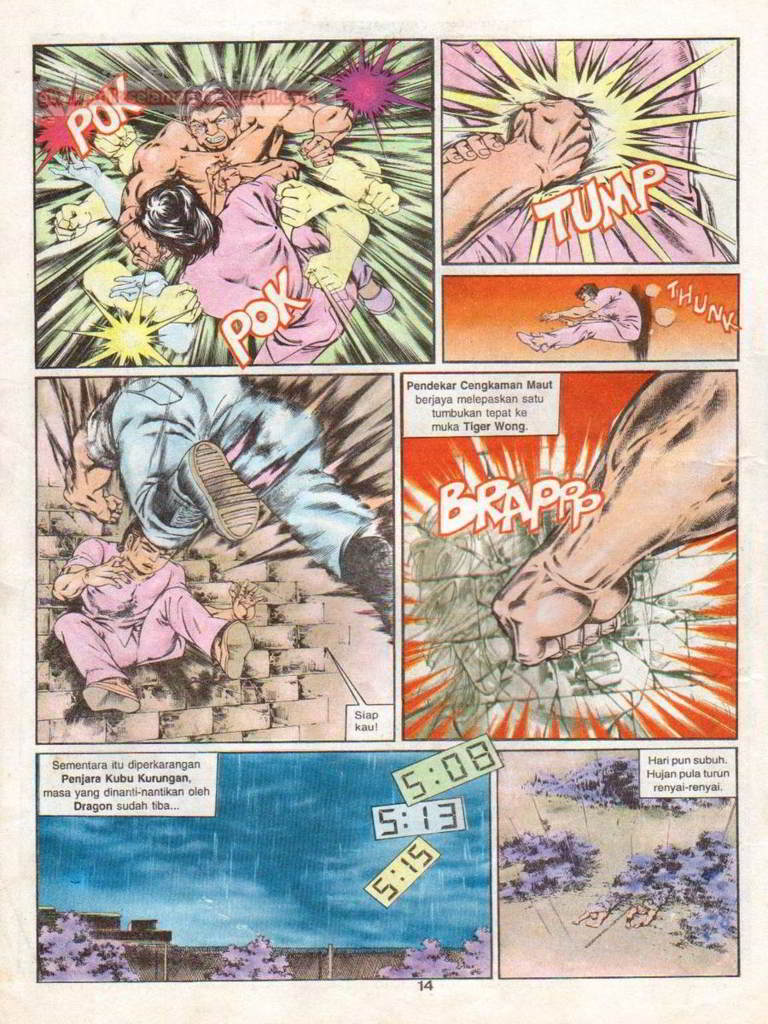 POK
POK
TUMP
THUNK
Siap
kau!
Pendekar Cengkaman Maut
berjaya melepaskan satu
tumbukan tepat ke
muka Tiger Wong.
BRAPPP
Sementara itu diperkarangan
Penjara Kubu Kurungan,
masa yang dinanti-nantikan oleh
Dragon sudah tiba...
5:08
5:13
5:15
Hari pun subuh.
Hujan pula turun
renyai-renyai.
14